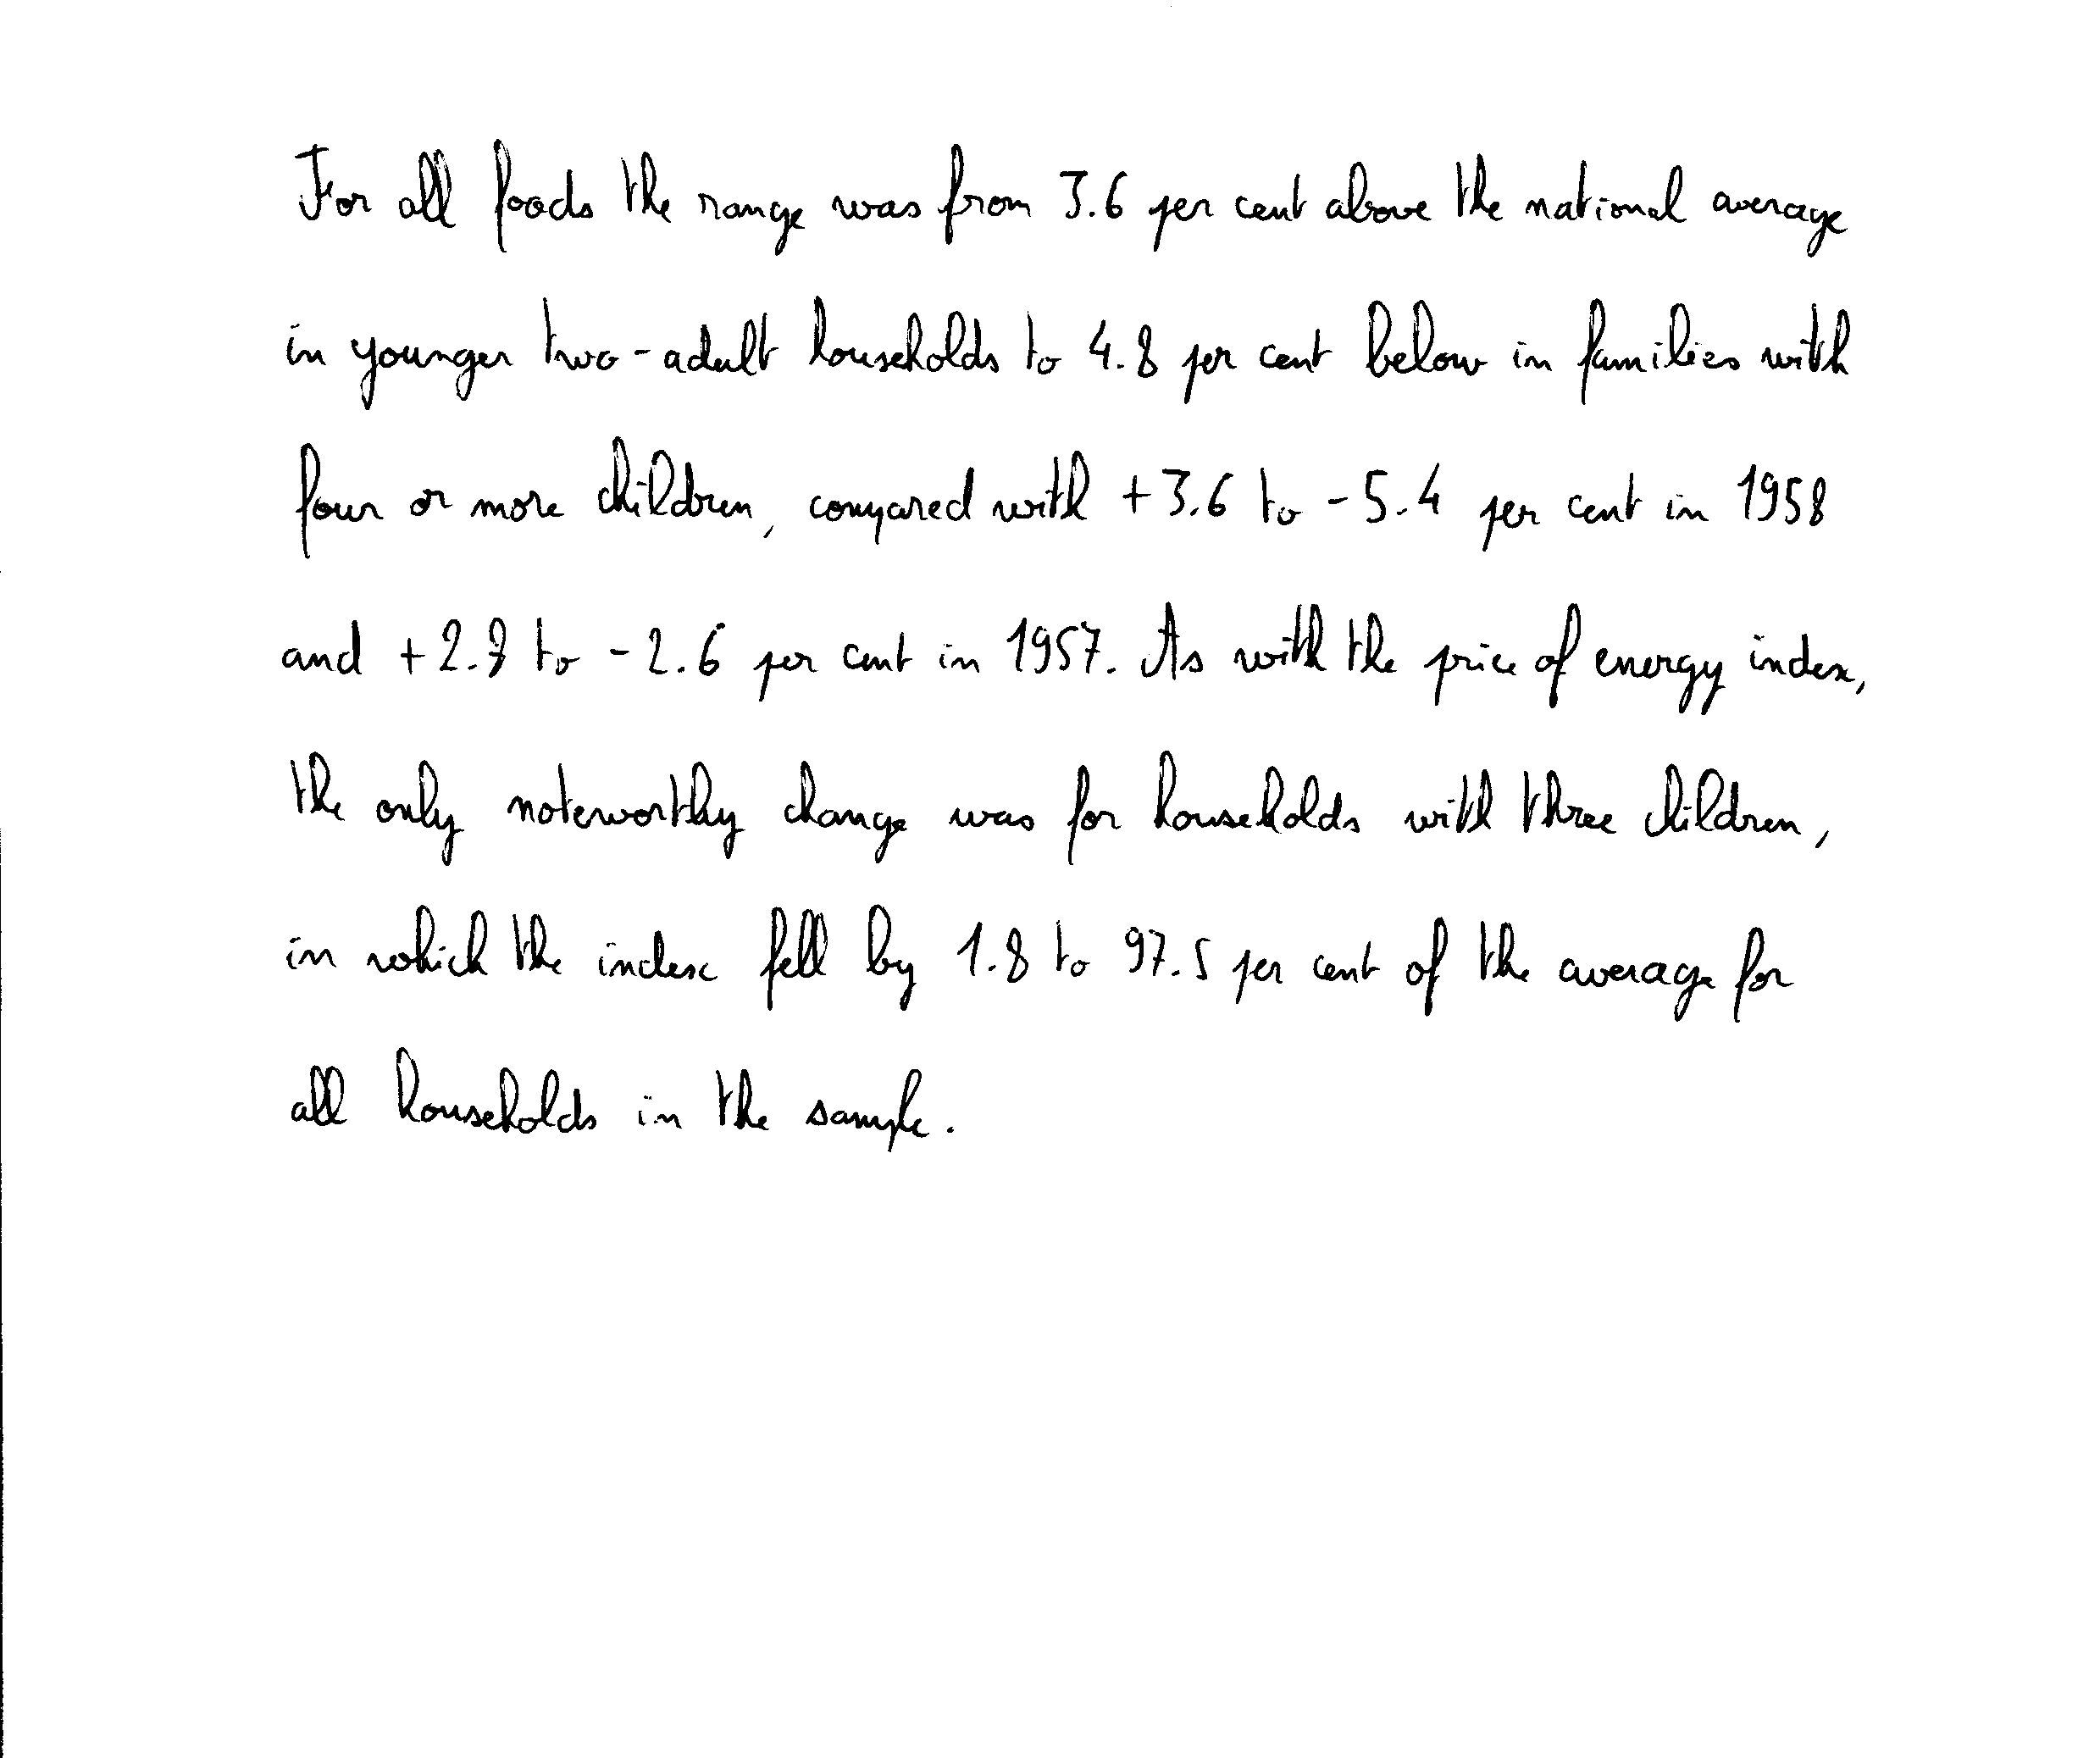 For all foods the range was from 3.6 per cent above the national average
in younger two-adult households to 4.8 per cent below in families with
four or more children, compared with +3.6 to -5.4 per cent in 1958
and to -2.6 per cent in 1957. As with the price of energy index,
the only noteworthy change was for households with three children,
in which the index fell by 1.8 to 97.5 per cent of the average for
all households in the sample.